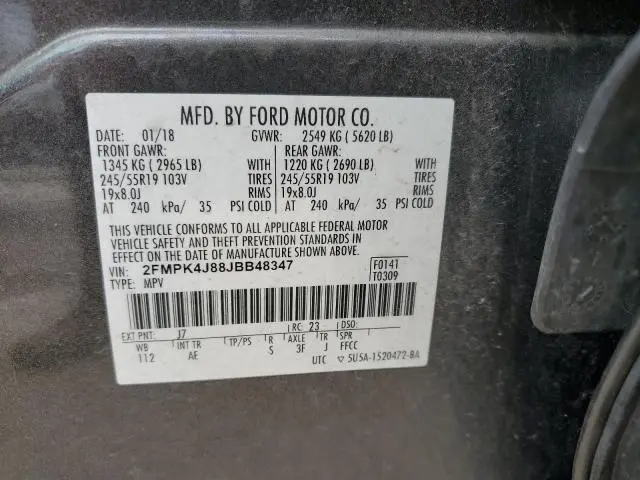 MFD. BY FORD MOTOR CO.
DATE: 01/18 GVWR: 2549 KG ( 5620 LB)
FRONT GAWR: REAR GAWR:
1345 KG ( 2965 LB) WITH 1220 KG ( 2690 LB) WITH
245/55R19 103V TIRES 245/55R19 103V TIRES
19x8.0J RIMS 19x8.0J RIMS
AT 240 kPa/ 35 PSI COLD AT 240 kPa/ 35 PSI COLD
THIS VEHICLE CONFORMS TO ALL APPLICABLE FEDERAL MOTOR
VEHICLE SAFETY AND THEFT PREVENTION STANDARDS IN EFFECT ON
THE DATE OF MANUFACTURE SHOWN ABOVE.
VIN: 2FMPK4J88JBB48347 F0141
TYPE: MPV T0309
EXT PNT: J7 RC: 23 DSO:
WB INT TR TP/PS R AXLE TR SPR
112 AE S 3F J FFCC
UTC ▽ 5U5A-1520472-BA